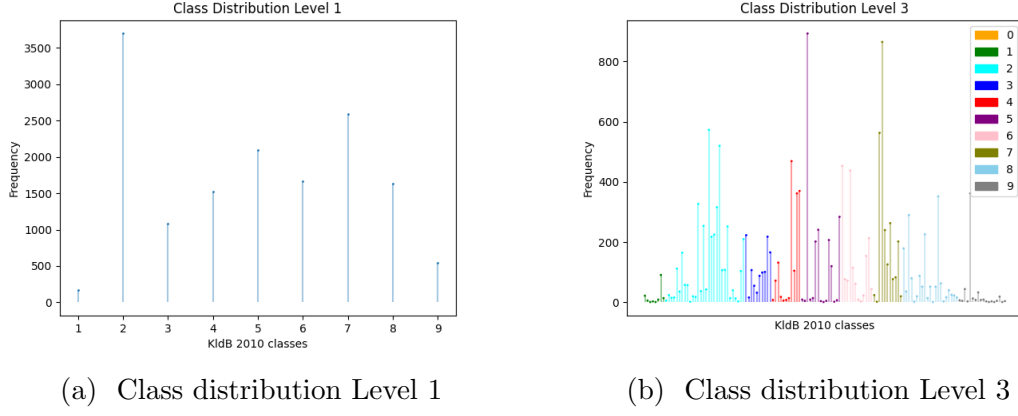 Class Distribution Level 1
3500
3000
2500
2000
1500
1000
500
0
Frequency
1 2 3 4 5 6 7 8 9
KldB 2010 classes
(a) Class distribution Level 1
Class Distribution Level 3
800
600
400
200
0
Frequency
0
1
2
3
4
5
6
7
8
9
KldB 2010 classes
(b) Class distribution Level 3